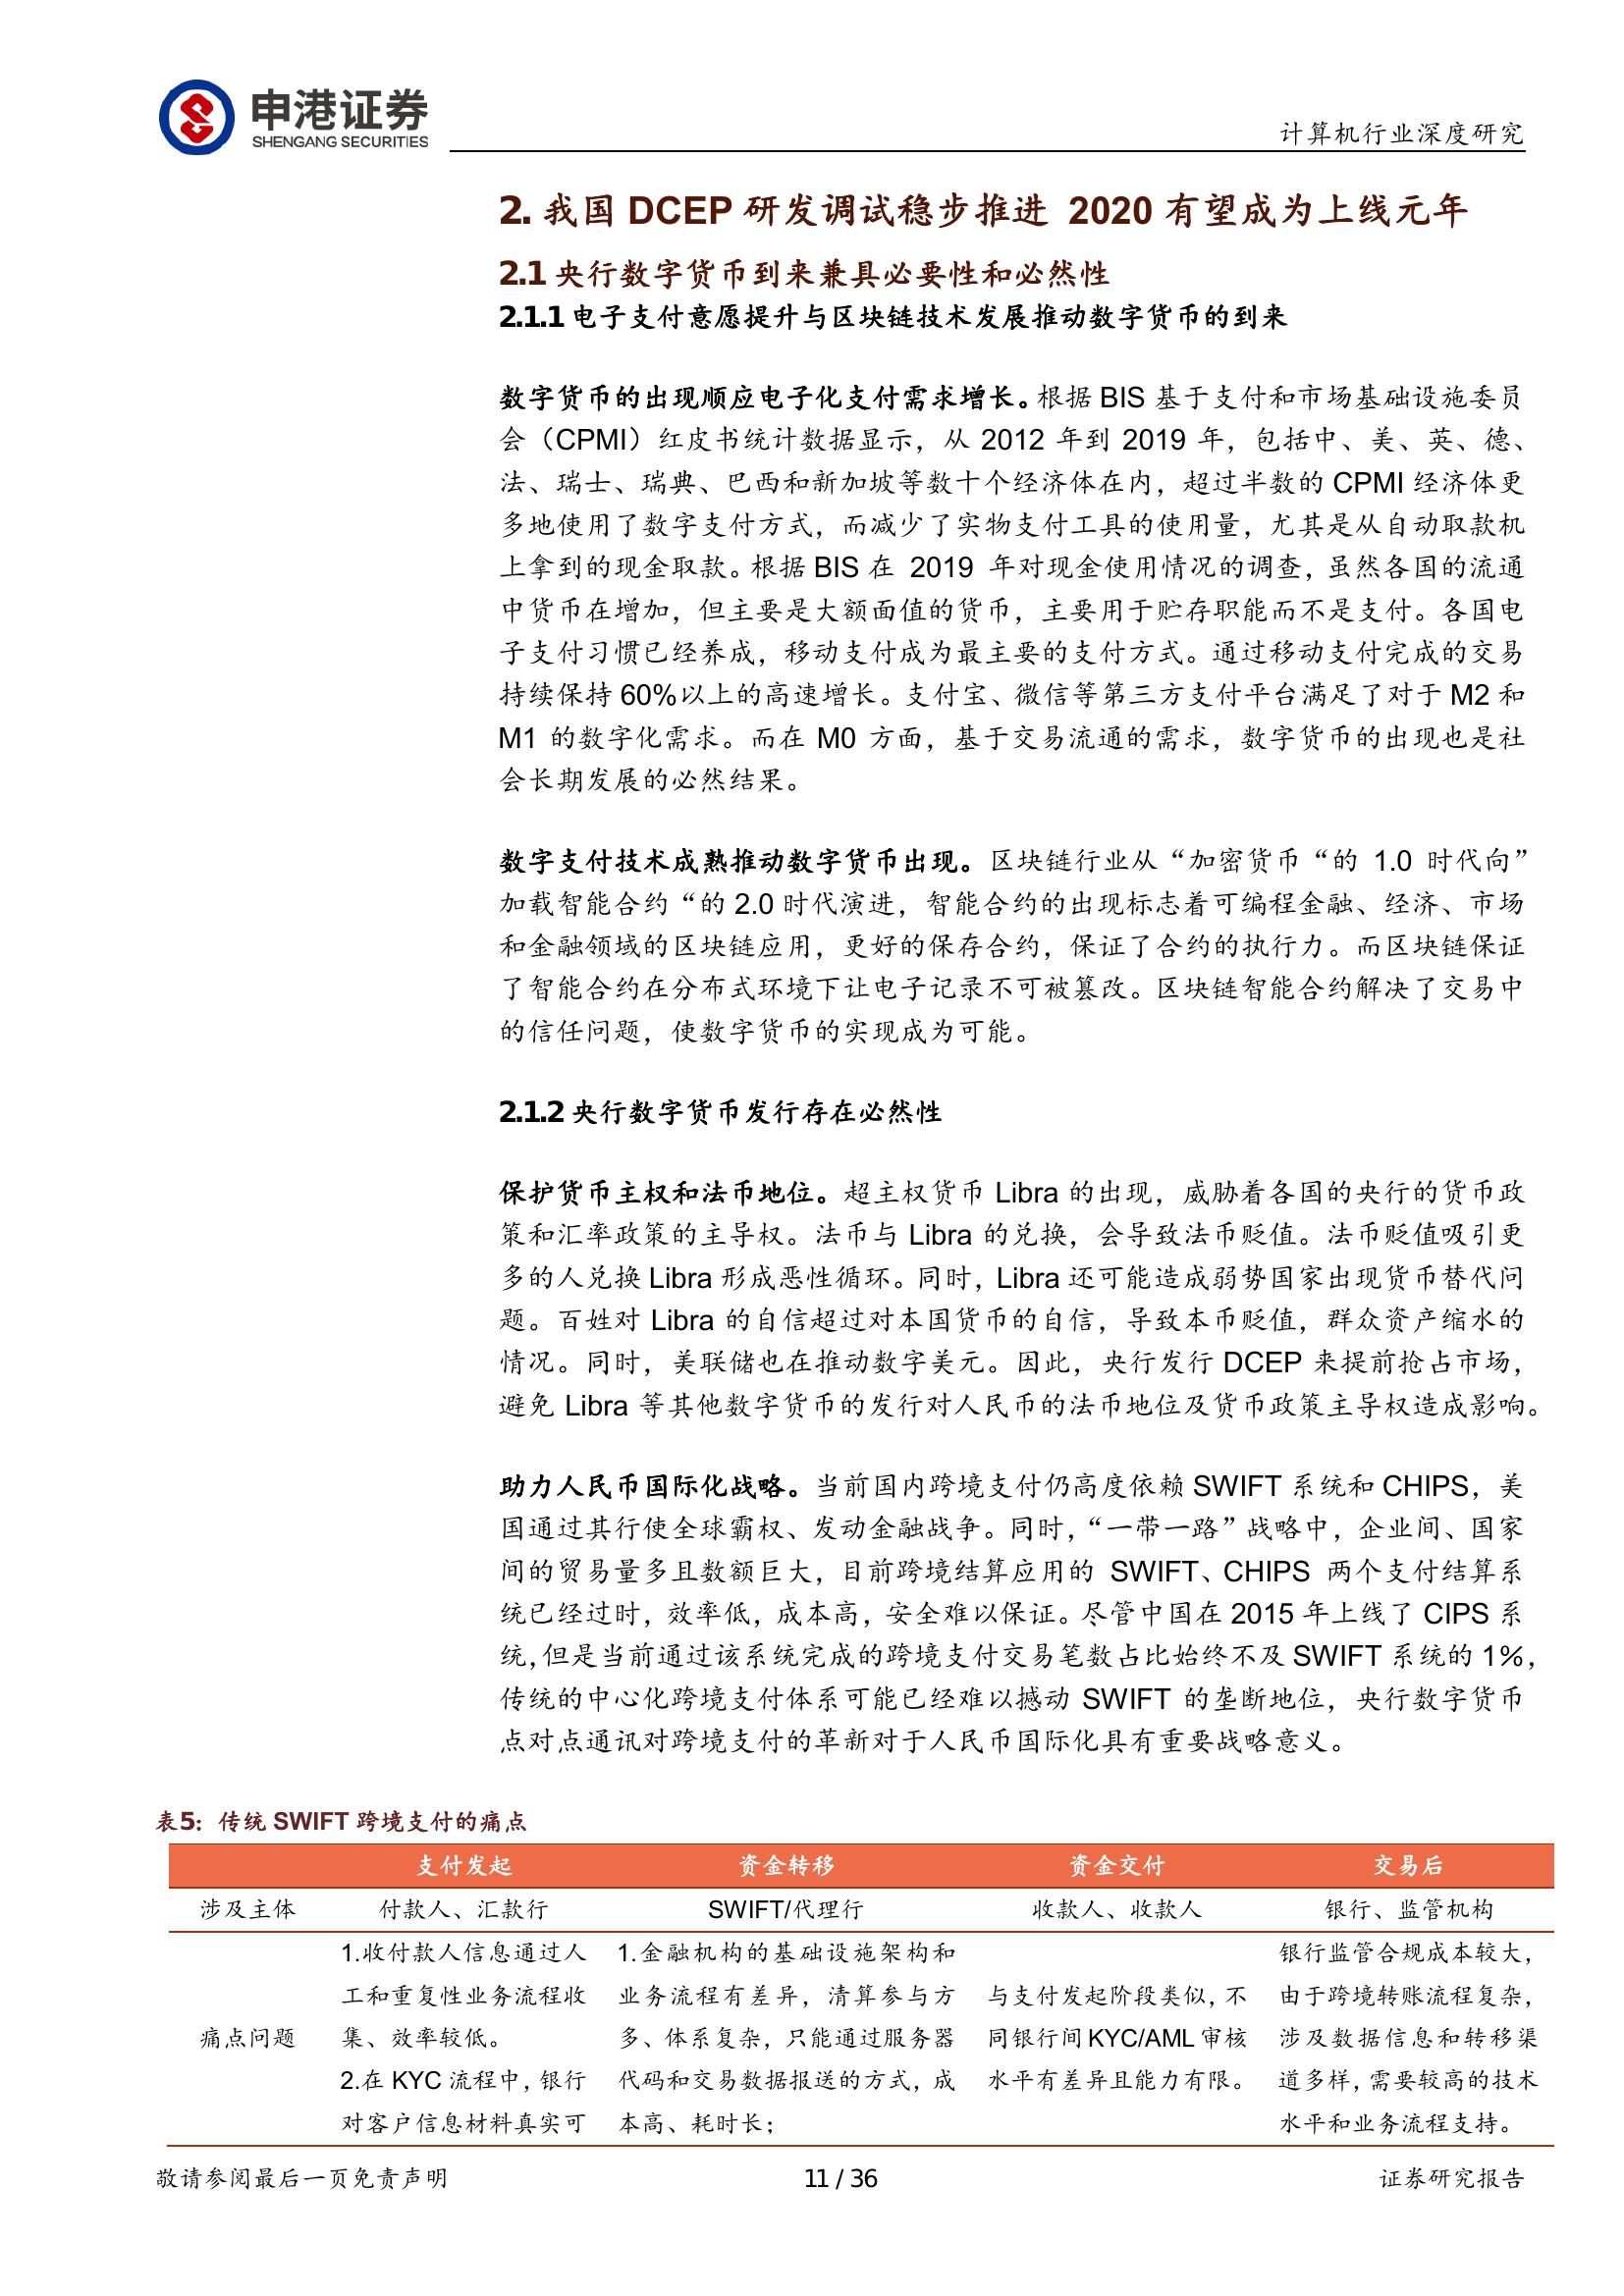 申港证券
SHENGANG SECURITIES
计算机行业深度研究
2. 我国 DCEP 研发调试稳步推进 2020 有望成为上线元年
2.1 央行数字货币到来兼具必要性和必然性
2.1.1 电子支付意愿提升与区块链技术发展推动数字货币的到来
数字货币的出现顺应电子化支付需求增长。根据 BIS 基于支付和市场基础设施委员
会（CPMI）红皮书统计数据显示，从 2012 年到 2019 年，包括中、美、英、德、
法、瑞士、瑞典、巴西和新加坡等数十个经济体在内，超过半数的 CPMI 经济体更
多地使用了数字支付方式，而减少了实物支付工具的使用量，尤其是从自动取款机
上拿到的现金取款。根据 BIS 在 2019 年对现金使用情况的调查，虽然各国的流通
中货币在增加，但主要是大额面值的货币，主要用于贮存职能而不是支付。各国电
子支付习惯已经养成，移动支付成为最主要的支付方式。通过移动支付完成的交易
持续保持 60%以上的高速增长。支付宝、微信等第三方支付平台满足了对于 M2 和
M1 的数字化需求。而在 M0 方面，基于交易流通的需求，数字货币的出现也是社
会长期发展的必然结果。
数字支付技术成熟推动数字货币出现。区块链行业从“加密货币“的 1.0 时代向”
加载智能合约“的 2.0 时代演进，智能合约的出现标志着可编程金融、经济、市场
和金融领域的区块链应用，更好的保存合约，保证了合约的执行力。而区块链保证
了智能合约在分布式环境下让电子记录不可被篡改。区块链智能合约解决了交易中
的信任问题，使数字货币的实现成为可能。
2.1.2 央行数字货币发行存在必然性
保护货币主权和法币地位。超主权货币 Libra 的出现，威胁着各国的央行的货币政
策和汇率政策的主导权。法币与 Libra 的兑换，会导致法币贬值。法币贬值吸引更
多的人兑换 Libra 形成恶性循环。同时，Libra 还可能造成弱势国家出现货币替代问
题。百姓对 Libra 的自信超过对本国货币的自信，导致本币贬值，群众资产缩水的
情况。同时，美联储也在推动数字美元。因此，央行发行 DCEP 来提前抢占市场，
避免 Libra 等其他数字货币的发行对人民币的法币地位及货币政策主导权造成影响。
助力人民币国际化战略。当前国内跨境支付仍高度依赖 SWIFT 系统和 CHIPS，美
国通过其行使全球霸权、发动金融战争。同时，“一带一路”战略中，企业间、国家
间的贸易量多且数额巨大，目前跨境结算应用的 SWIFT、CHIPS 两个支付结算系
统已经过时，效率低，成本高，安全难以保证。尽管中国在 2015 年上线了 CIPS 系
统，但是当前通过该系统完成的跨境支付交易笔数占比始终不及 SWIFT 系统的 1%，
传统的中心化跨境支付体系可能已经难以撼动 SWIFT 的垄断地位，央行数字货币
点对点通讯对跨境支付的革新对于人民币国际化具有重要战略意义。
表5：传统 SWIFT 跨境支付的痛点
支付发起 资金转移 资金交付 交易后
涉及主体 付款人、汇款行 SWIFT/代理行 收款人、收款人 银行、监管机构
痛点问题
1.收付款人信息通过人
工和重复性业务流程收
集、效率较低。
2.在 KYC 流程中，银行
对客户信息材料真实可
1.金融机构的基础设施架构和
业务流程有差异，清算参与方
多、体系复杂，只能通过服务器
代码和交易数据报送的方式，成
本高、耗时长；
与支付发起阶段类似，不
同银行间 KYC/AML 审核
水平有差异且能力有限。
银行监管合规成本较大，
由于跨境转账流程复杂，
涉及数据信息和转移渠
道多样，需要较高的技术
水平和业务流程支持。
敬请参阅最后一页免责声明 11 / 36 证券研究报告